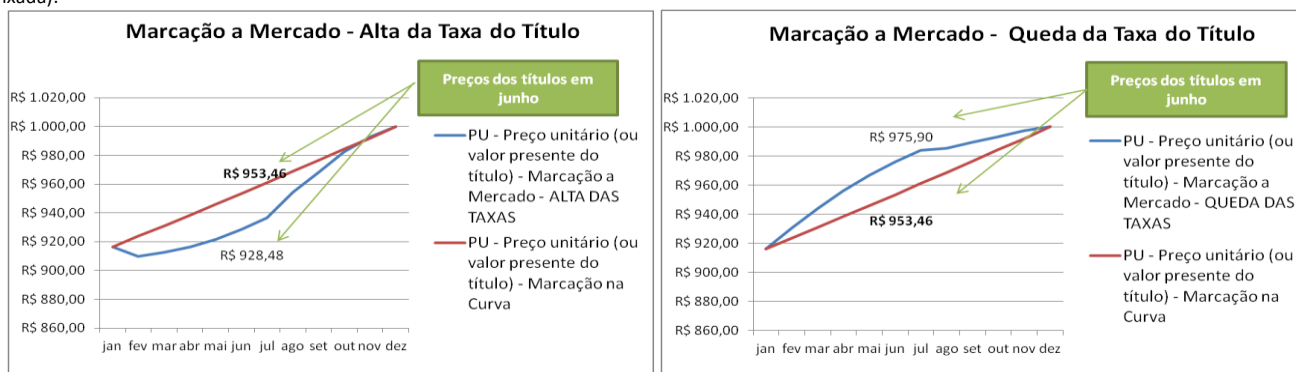 ixada).
Marcação a Mercado - Alta da Taxa do Título
Preços dos títulos em
junho
R$ 1.020,00
R$ 1.000,00
R$ 980,00
R$ 960,00
R$ 940,00
R$ 920,00
R$ 900,00
R$ 880,00
R$ 860,00
R$ 953,46
R$ 928,48
jan fev mar abr mai jun jul ago set out nov dez
PU - Preço unitário (ou
valor presente do
título) - Marcação a
Mercado - ALTA DAS
TAXAS
PU - Preço unitário (ou
valor presente do
título) - Marcação na
Curva
Marcação a Mercado - Queda da Taxa do Título
Preços dos títulos em
junho
R$ 1.020,00
R$ 1.000,00
R$ 980,00
R$ 960,00
R$ 940,00
R$ 920,00
R$ 900,00
R$ 880,00
R$ 860,00
R$ 975,90
R$ 953,46
jan fev mar abr mai jun jul ago set out nov dez
PU - Preço unitário (ou
valor presente do
título) - Marcação a
Mercado - QUEDA DAS
TAXAS
PU - Preço unitário (ou
valor presente do
título) - Marcação na
Curva